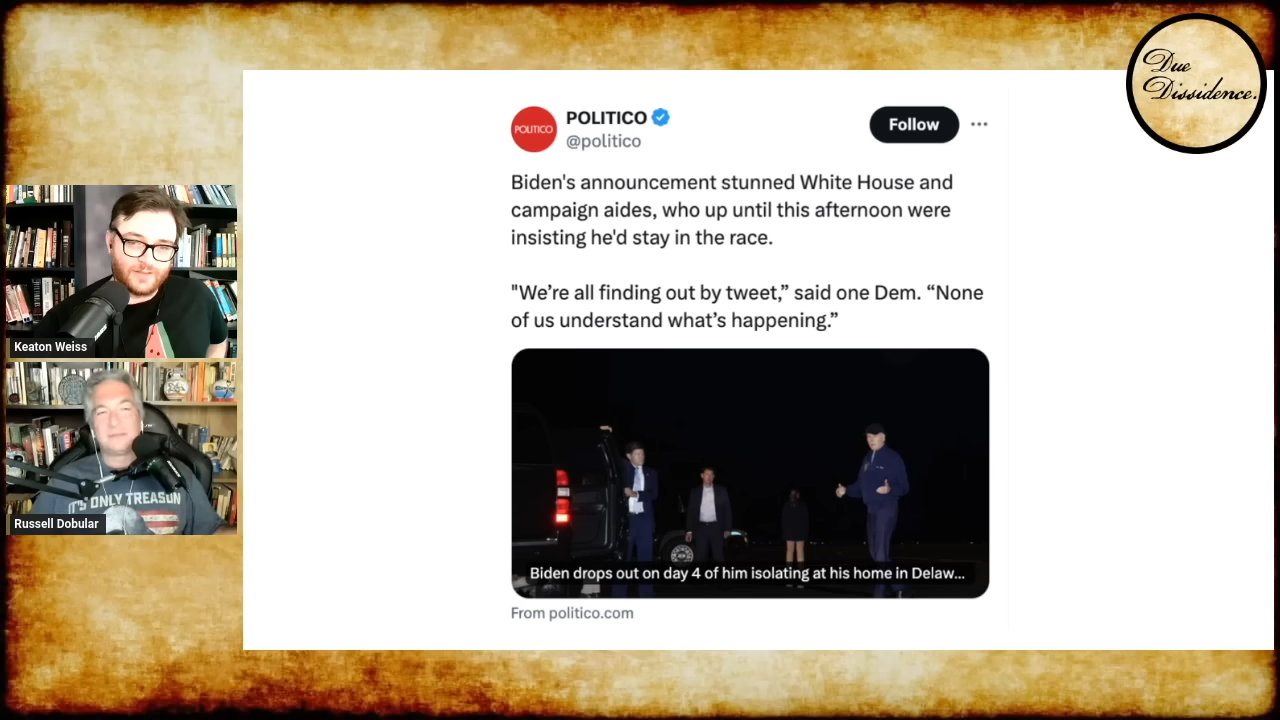 Due
Dissidence.
POLITICO
POLITICO
@politico
Follow
Biden's announcement stunned White House and
campaign aides, who up until this afternoon were
insisting he'd stay in the race.
"We’re all finding out by tweet,” said one Dem. “None
of us understand what’s happening.”
Biden drops out on day 4 of him isolating at his home in Delaw...
From politico.com
Keaton Weiss
IT'S ONLY TREASON
Russell Dobular